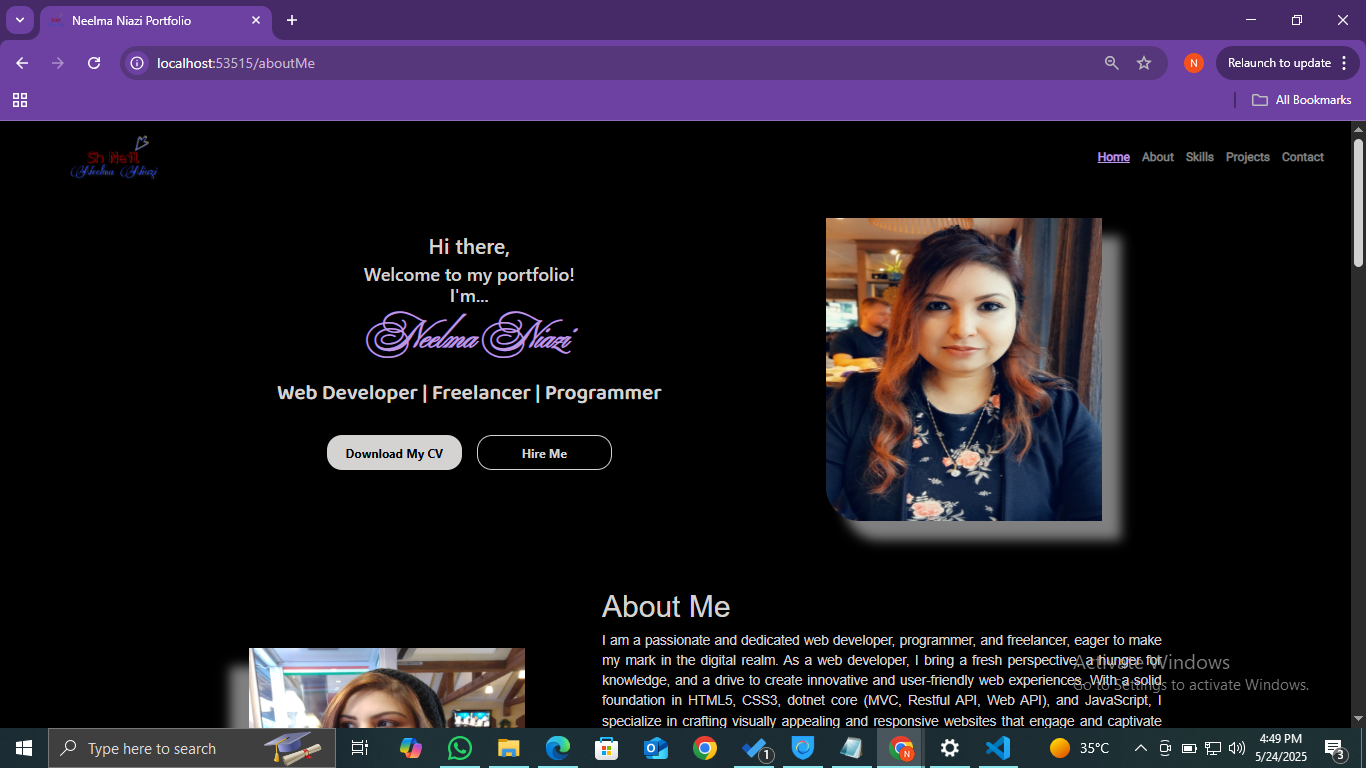 Neelma Niazi Portfolio
localhost:53515/aboutMe
N
Relaunch to update
All Bookmarks
Sh Neil
Neelma Niazi
Home About Skills Projects Contact
Hi there,
Welcome to my portfolio!
I'm...
Neelma Niazi
Web Developer | Freelancer | Programmer
Download My CV Hire Me
About Me
I am a passionate and dedicated web developer, programmer, and freelancer, eager to make
my mark in the digital realm. As a web developer, I bring a fresh perspective, a hunger for
knowledge, and a drive to create innovative and user-friendly web experiences. With a solid
foundation in HTML5, CSS3, dotnet core (MVC, Restful API, Web API), and JavaScript, I
specialize in crafting visually appealing and responsive websites that engage and captivate
Activate Windows
Go to Settings to activate Windows.
Type here to search
1
N
35°C
4:49 PM
5/24/2025
3